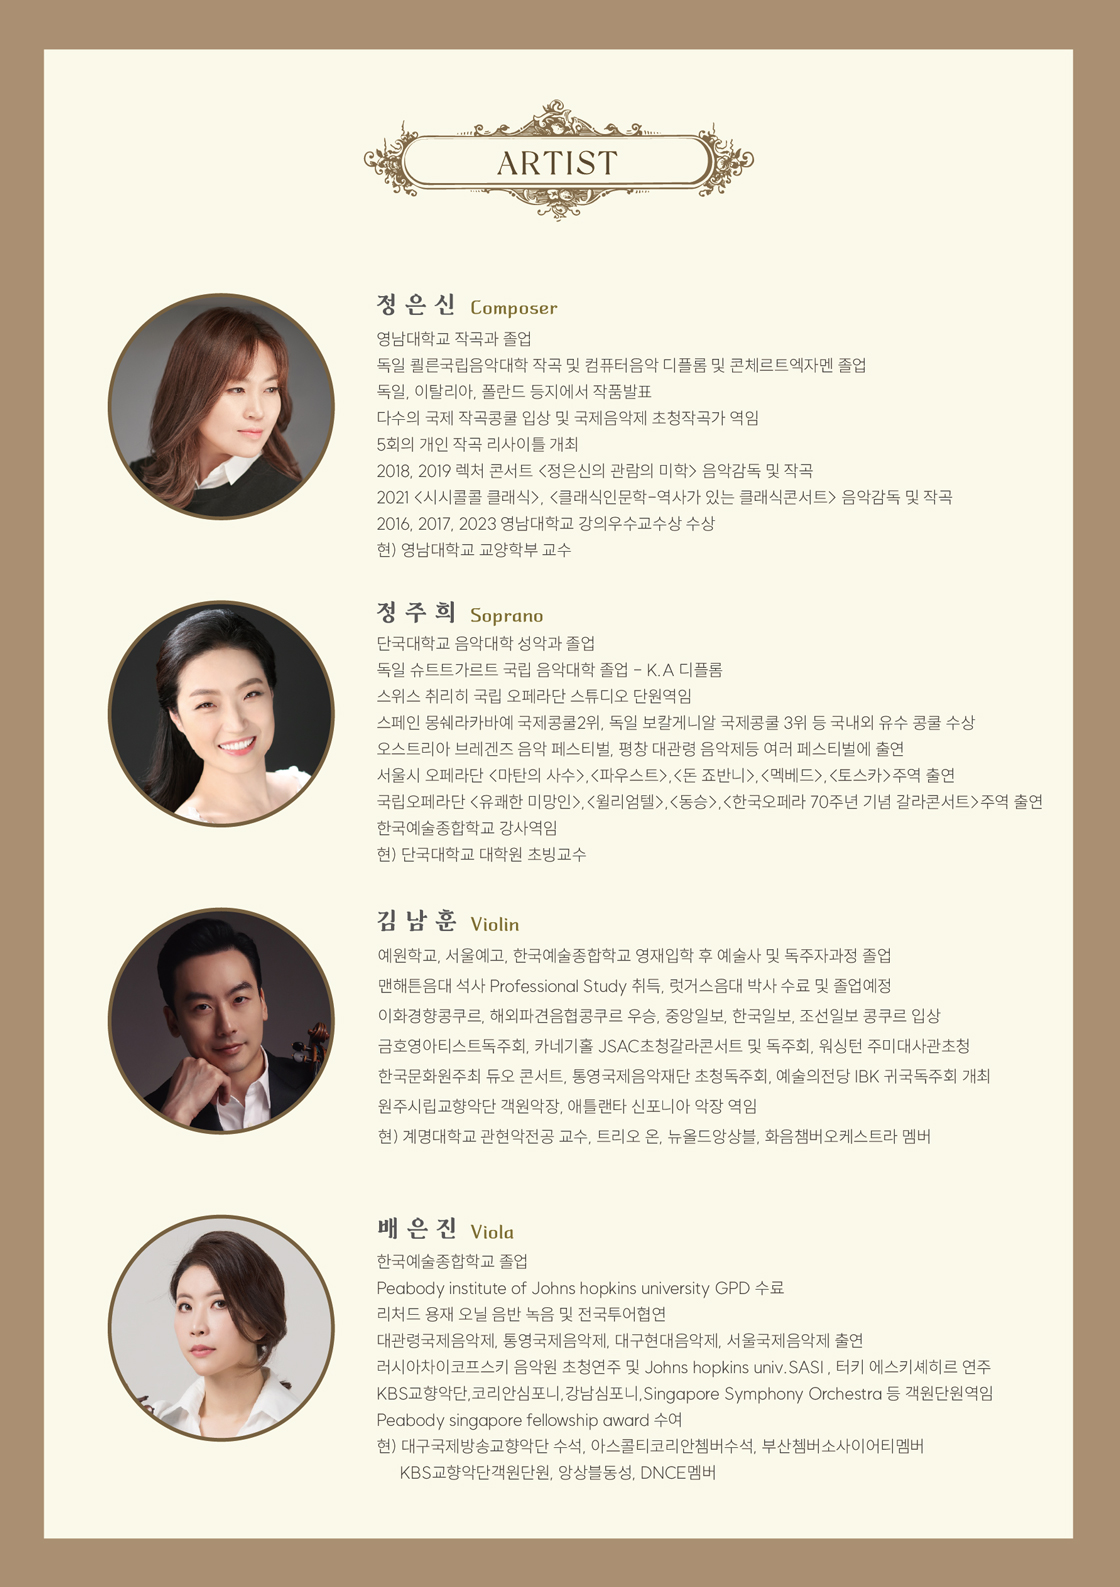 ARTIST
정은신 Composer
영남대학교 작곡과 졸업
독일 쾰른국립음악대학 작곡 및 컴퓨터음악 디플롬 및 콘체르트엑자멘 졸업
독일, 이탈리아, 폴란드 등지에서 작품발표
다수의 국제 작곡콩쿨 입상 및 국제음악제 초청작곡가 역임
5회의 개인 작곡 리사이틀 개최
2018, 2019 렉처 콘서트 <정은신의 관람의 미학> 음악감독 및 작곡
2021 <시시콜콜 클래식>, <클래식인문학-역사가 있는 클래식콘서트> 음악감독 및 작곡
2016, 2017, 2023 영남대학교 강의우수교수상 수상
현) 영남대학교 교양학부 교수
정주희 Soprano
단국대학교 음악대학 성악과 졸업
독일 슈트트가르트 국립 음악대학 졸업 - K.A 디플롬
스위스 취리히 국립 오페라단 스튜디오 단원역임
스페인 몽쉐라카바예 국제콩쿨2위, 독일 보칼게니알 국제콩쿨 3위 등 국내외 유수 콩쿨 수상
오스트리아 브레겐즈 음악 페스티벌, 평창 대관령 음악제등 여러 페스티벌에 출연
서울시 오페라단 <마탄의 사수>,<파우스트>,<돈 죠반니>,<멕베드>,<토스카>주역 출연
국립오페라단 <유쾌한 미망인>,<윌리엄텔>,<동승>,<한국오페라 70주년 기념 갈라콘서트>주역 출연
한국예술종합학교 강사역임
현) 단국대학교 대학원 초빙교수
김남훈 Violin
예원학교, 서울예고, 한국예술종합학교 영재입학 후 예술사 및 독주자과정 졸업
맨해튼음대 석사 Professional Study 취득, 럿거스음대 박사 수료 및 졸업예정
이화경향콩쿠르, 해외파견음협콩쿠르 우승, 중앙일보, 한국일보, 조선일보 콩쿠르 입상
금호영아티스트독주회, 카네기홀 JSAC초청갈라콘서트 및 독주회, 워싱턴 주미대사관초청
한국문화원주최 듀오 콘서트, 통영국제음악재단 초청독주회, 예술의전당 IBK 귀국독주회 개최
원주시립교향악단 객원악장, 애틀랜타 신포니아 악장 역임
현) 계명대학교 관현악전공 교수, 트리오 온, 뉴올드앙상블, 화음챔버오케스트라 멤버
배은진 Viola
한국예술종합학교 졸업
Peabody institute of Johns hopkins university GPD 수료
리처드 용재 오닐 음반 녹음 및 전국투어협연
대관령국제음악제, 통영국제음악제, 대구현대음악제, 서울국제음악제 출연
러시아차이코프스키 음악원 초청연주 및 Johns hopkins univ.SASI , 터키 에스키셰히르 연주
KBS교향악단,코리안심포니,강남심포니,Singapore Symphony Orchestra 등 객원단원역임
Peabody singapore fellowship award 수여
현) 대구국제방송교향악단 수석, 아스콜티코리안쳄버수석, 부산쳄버소사이어티멤버
KBS교향악단객원단원, 앙상블동성, DNCE멤버